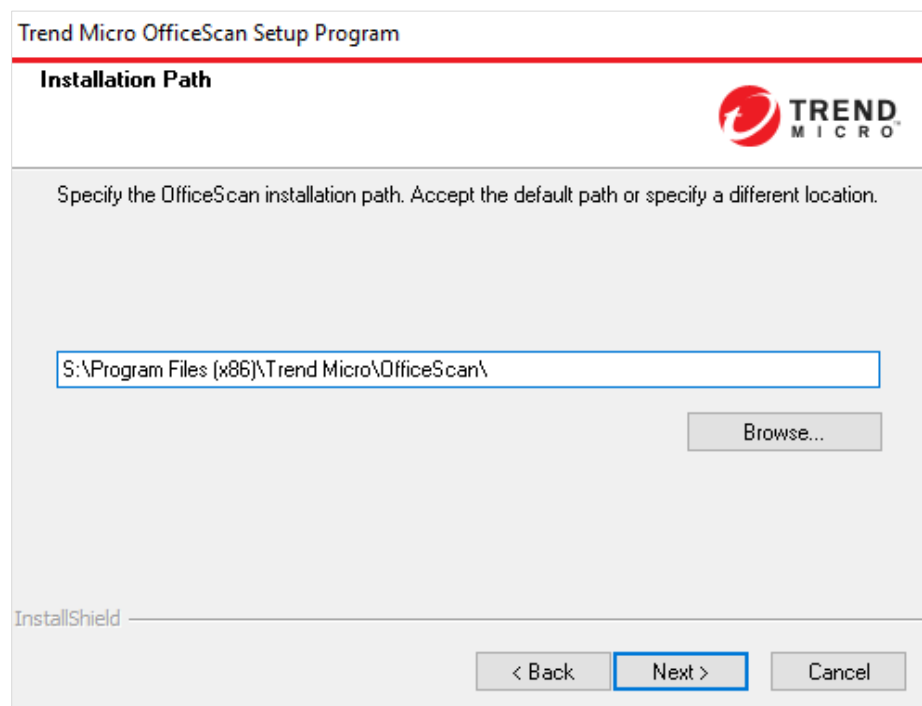 Trend Micro OfficeScan Setup Program
Installation Path
TREND
MICRO
Specify the OfficeScan installation path. Accept the default path or specify a different location.
S:\Program Files (x86)\Trend Micro\OfficeScan\
Browse...
InstallShield
< Back Next > Cancel